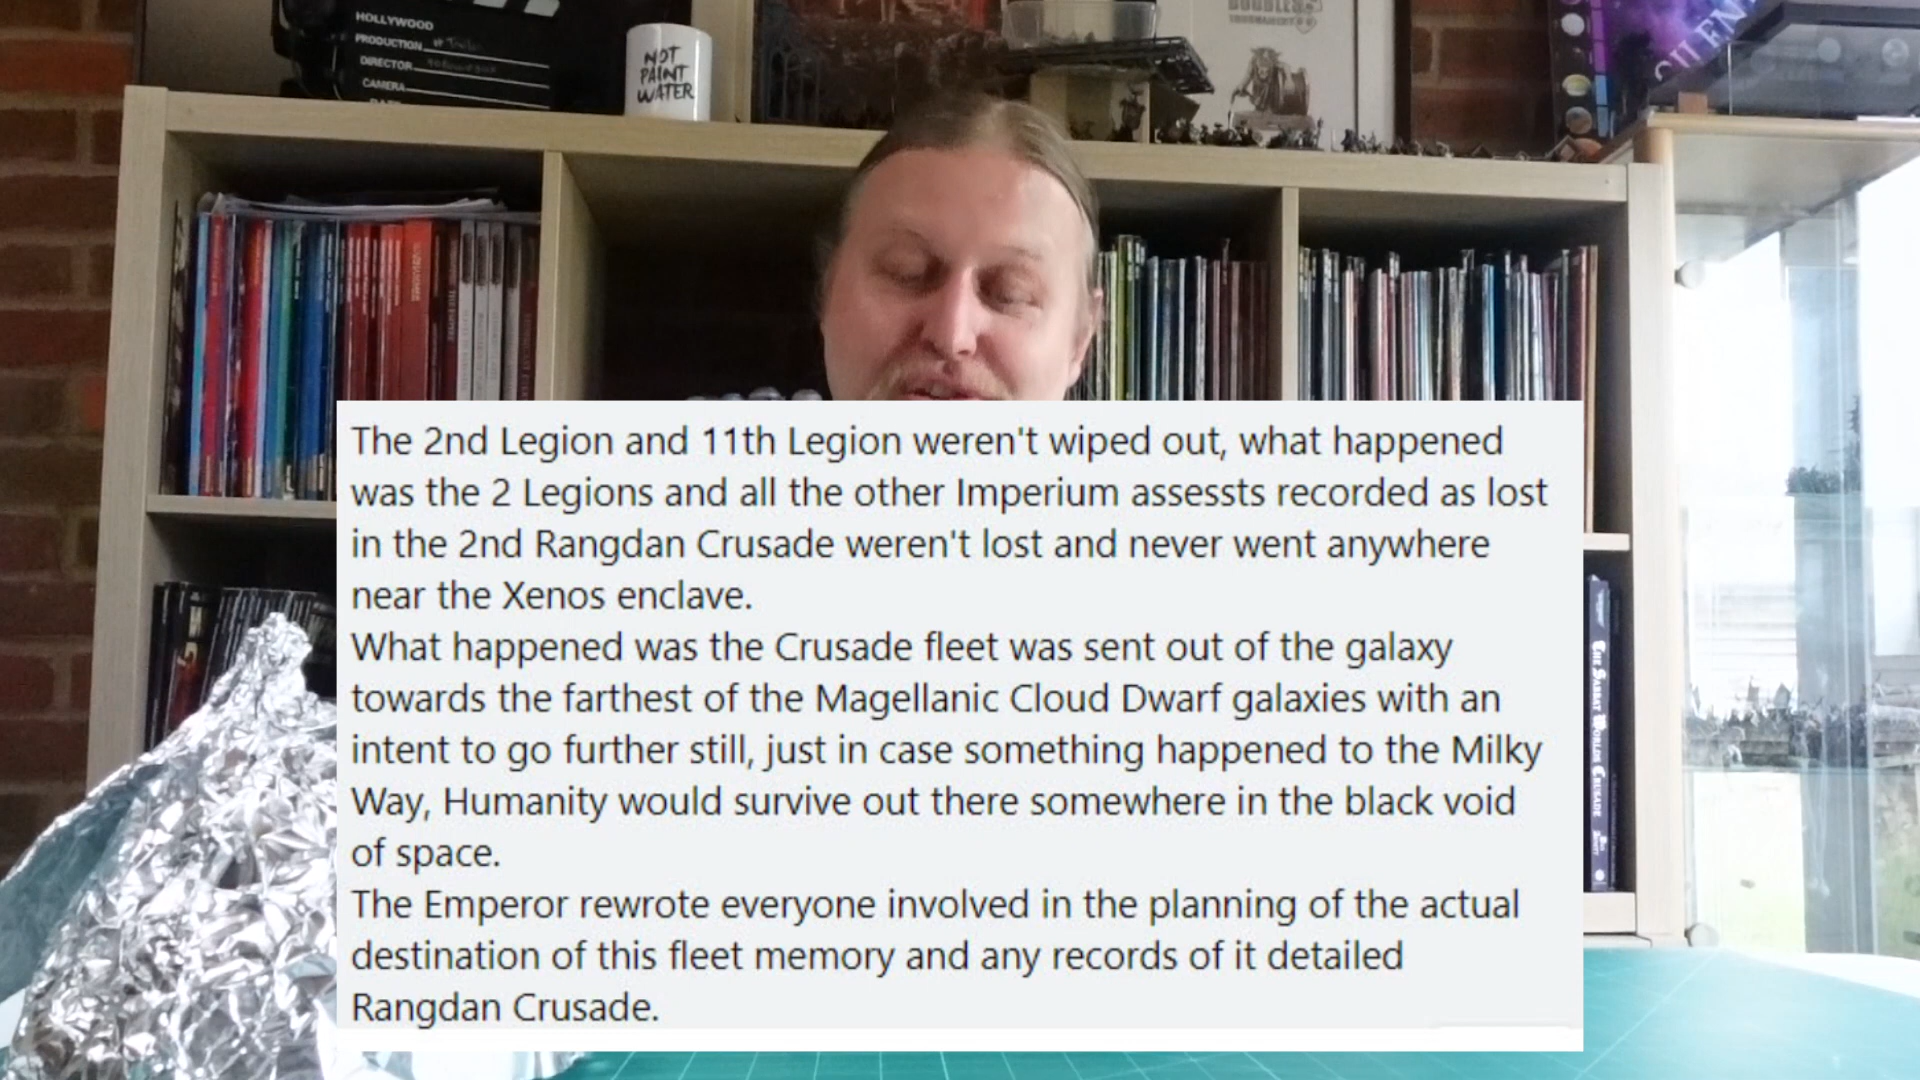 HOLLYWOOD
PRODUCTION
DIRECTOR
CAMERA
NOT
PAINT
WATER
DOUBLES
TOURNAMENT
The 2nd Legion and 11th Legion weren't wiped out, what happened
was the 2 Legions and all the other Imperium assessts recorded as lost
in the 2nd Rangdan Crusade weren't lost and never went anywhere
near the Xenos enclave.
What happened was the Crusade fleet was sent out of the galaxy
towards the farthest of the Magellanic Cloud Dwarf galaxies with an
intent to go further still, just in case something happened to the Milky
Way, Humanity would survive out there somewhere in the black void
of space.
The Emperor rewrote everyone involved in the planning of the actual
destination of this fleet memory and any records of it detailed
Rangdan Crusade.
THE SABBAT WORLDS CRUSADE